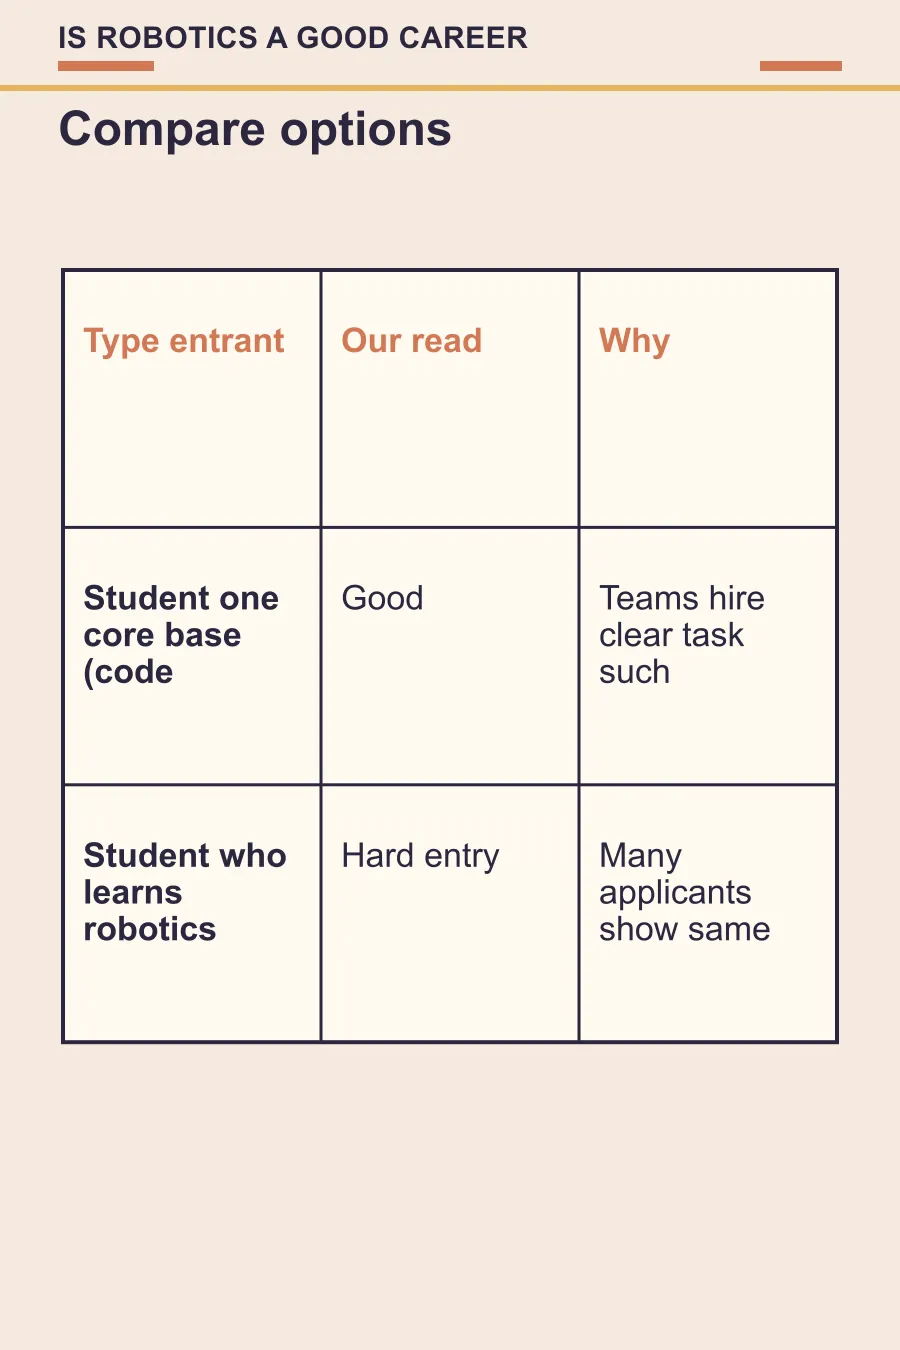 IS ROBOTICS A GOOD CAREER
Compare options
Type entrant
Our read
Why
Student one
core base
(code
Good
Teams hire
clear task
such
Student who
learns
robotics
Hard entry
Many
applicants
show same